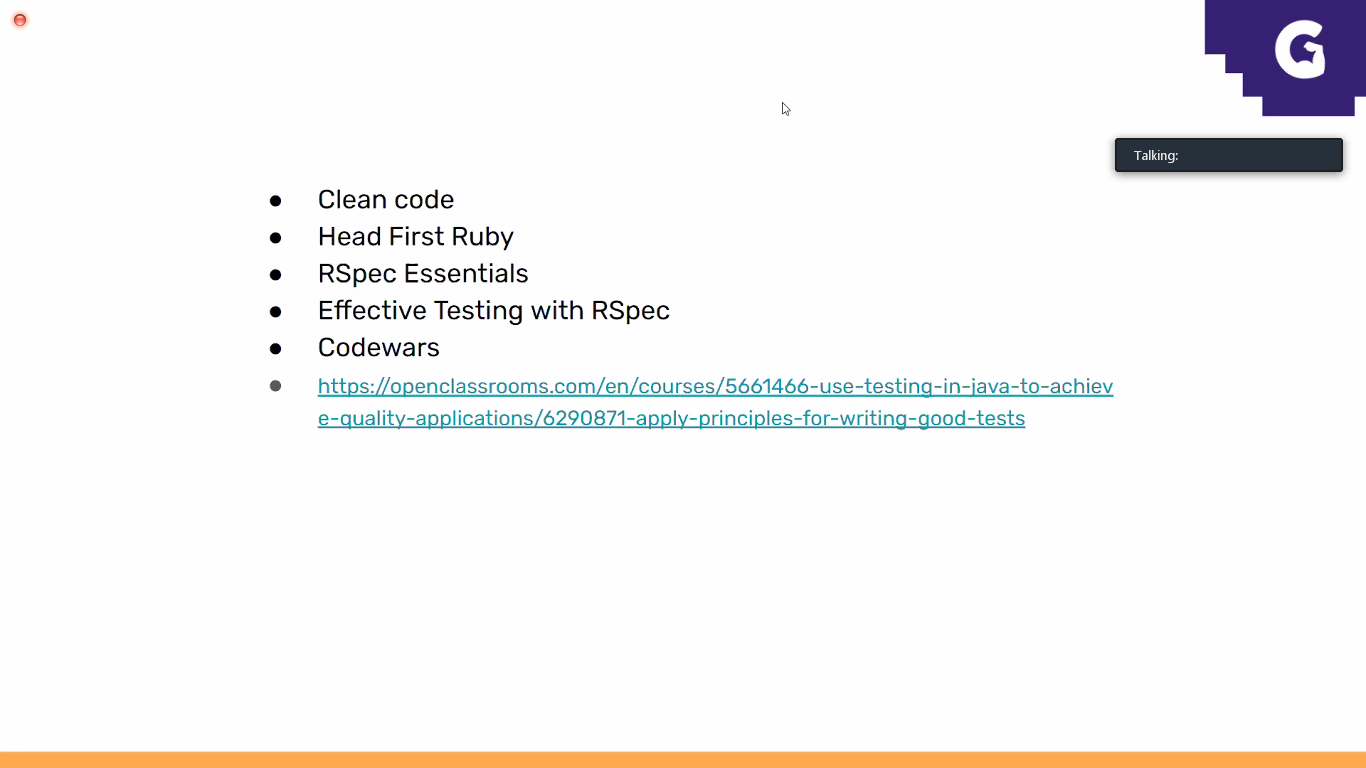 G
Talking:
● Clean code
● Head First Ruby
● RSpec Essentials
● Effective Testing with RSpec
● Codewars
● https://openclassrooms.com/en/courses/5661466-use-testing-in-java-to-achiev
e-quality-applications/6290871-apply-principles-for-writing-good-tests